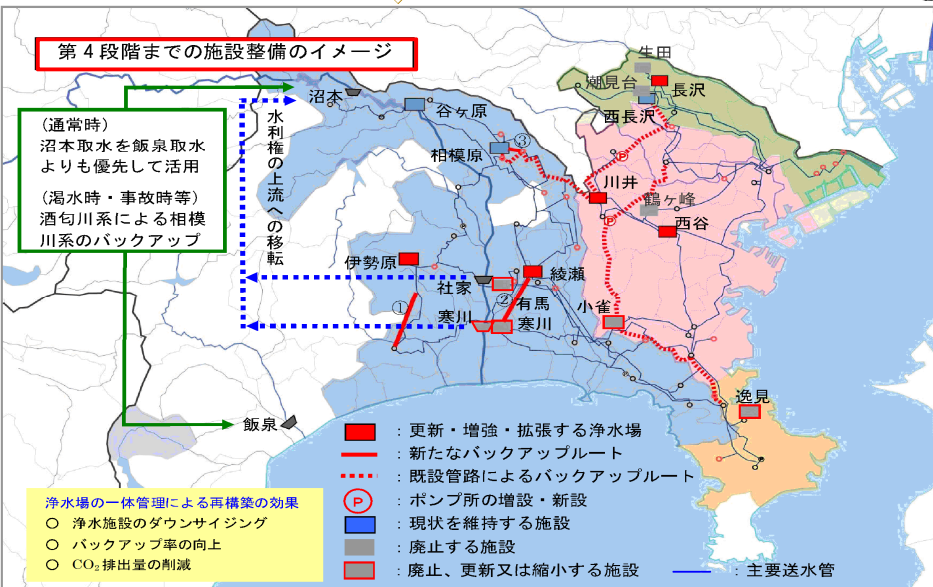 第４段階までの施設整備のイメージ
(通常時)
沼本取水を飯泉取水
よりも優先して活用
(渇水時・事故時等)
酒匂川系による相模
川系のバックアップ
水利権の上流への移転
沼本
谷ヶ原
相模原
③
生田
潮見台
長沢
西長沢
P
川井
鶴ヶ峰
P
西谷
伊勢原
社家
綾瀬
①
②
有馬
寒川
寒川
小雀
逸見
飯泉
：更新・増強・拡張する浄水場
：新たなバックアップルート
：既設管路によるバックアップルート
P ：ポンプ所の増設・新設
：現状を維持する施設
：廃止する施設
：廃止、更新又は縮小する施設
：主要送水管
浄水場の一体管理による再構築の効果
○ 浄水施設のダウンサイジング
○ バックアップ率の向上
○ CO₂排出量の削減